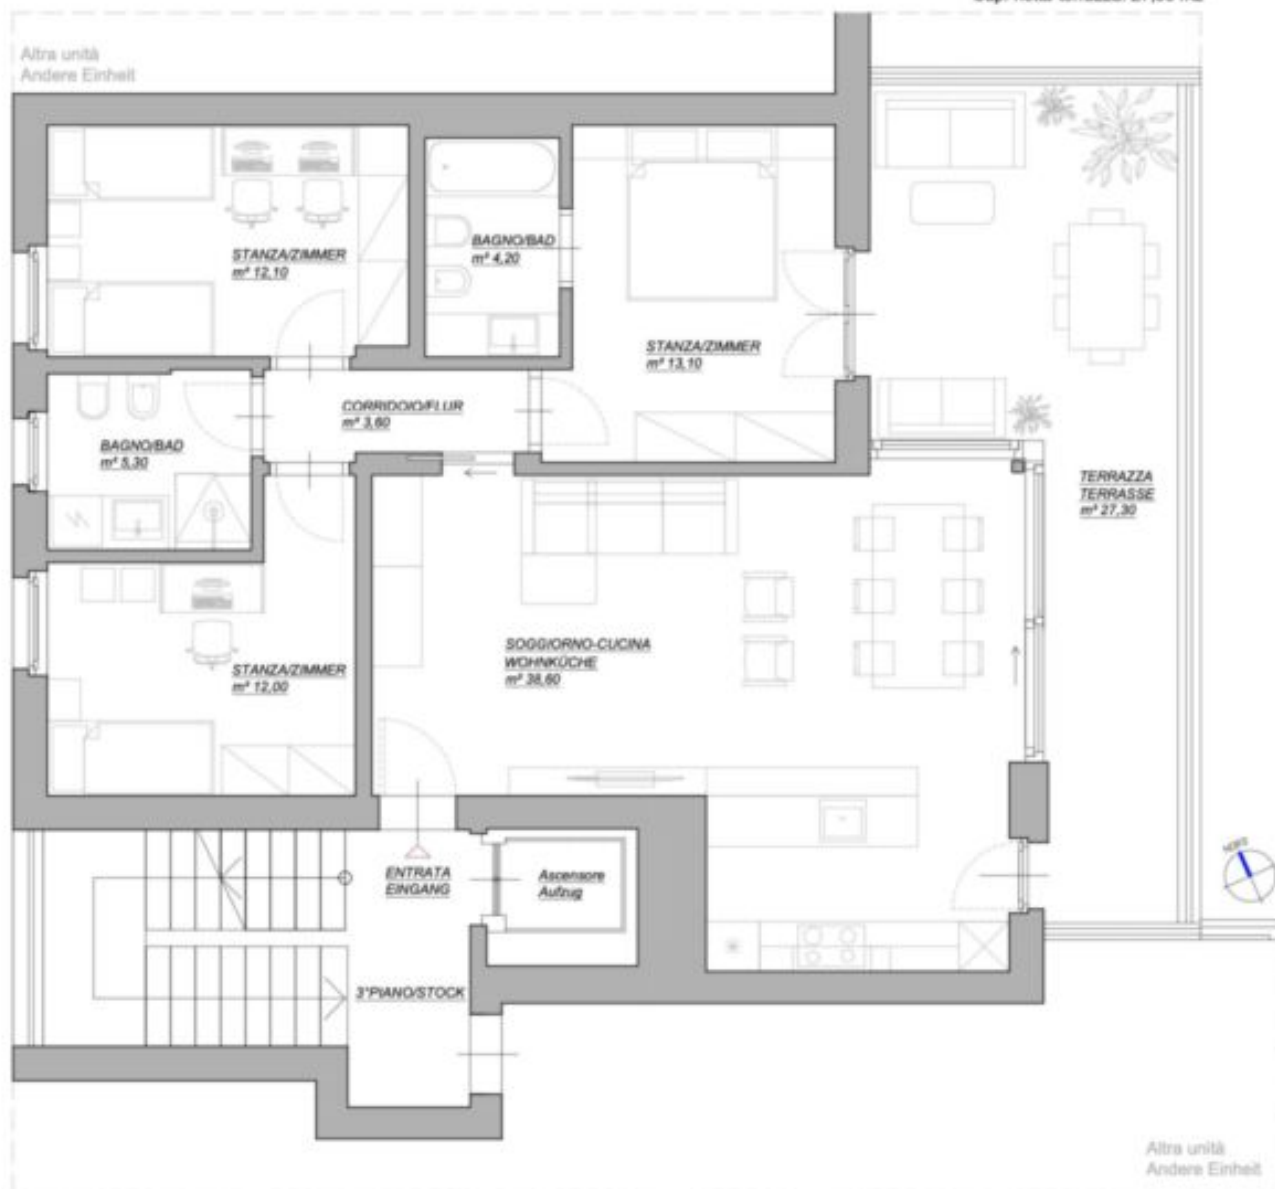 Altra unità
Andere Einheit
STANZA/ZIMMER
m² 12,10
BAGNO/BAD
m² 4,20
STANZA/ZIMMER
m² 13,10
CORRIDOIO/FLUR
m² 3,60
BAGNO/BAD
m² 5,30
TERRAZZA
TERRASSE
m² 27,30
SOGGIORNO-CUCINA
WOHNKÜCHE
m² 38,60
STANZA/ZIMMER
m² 12,00
ENTRATA
EINGANG
Ascensore
Aufzug
NORD
3°PIANO/STOCK
Altra unità
Andere Einheit